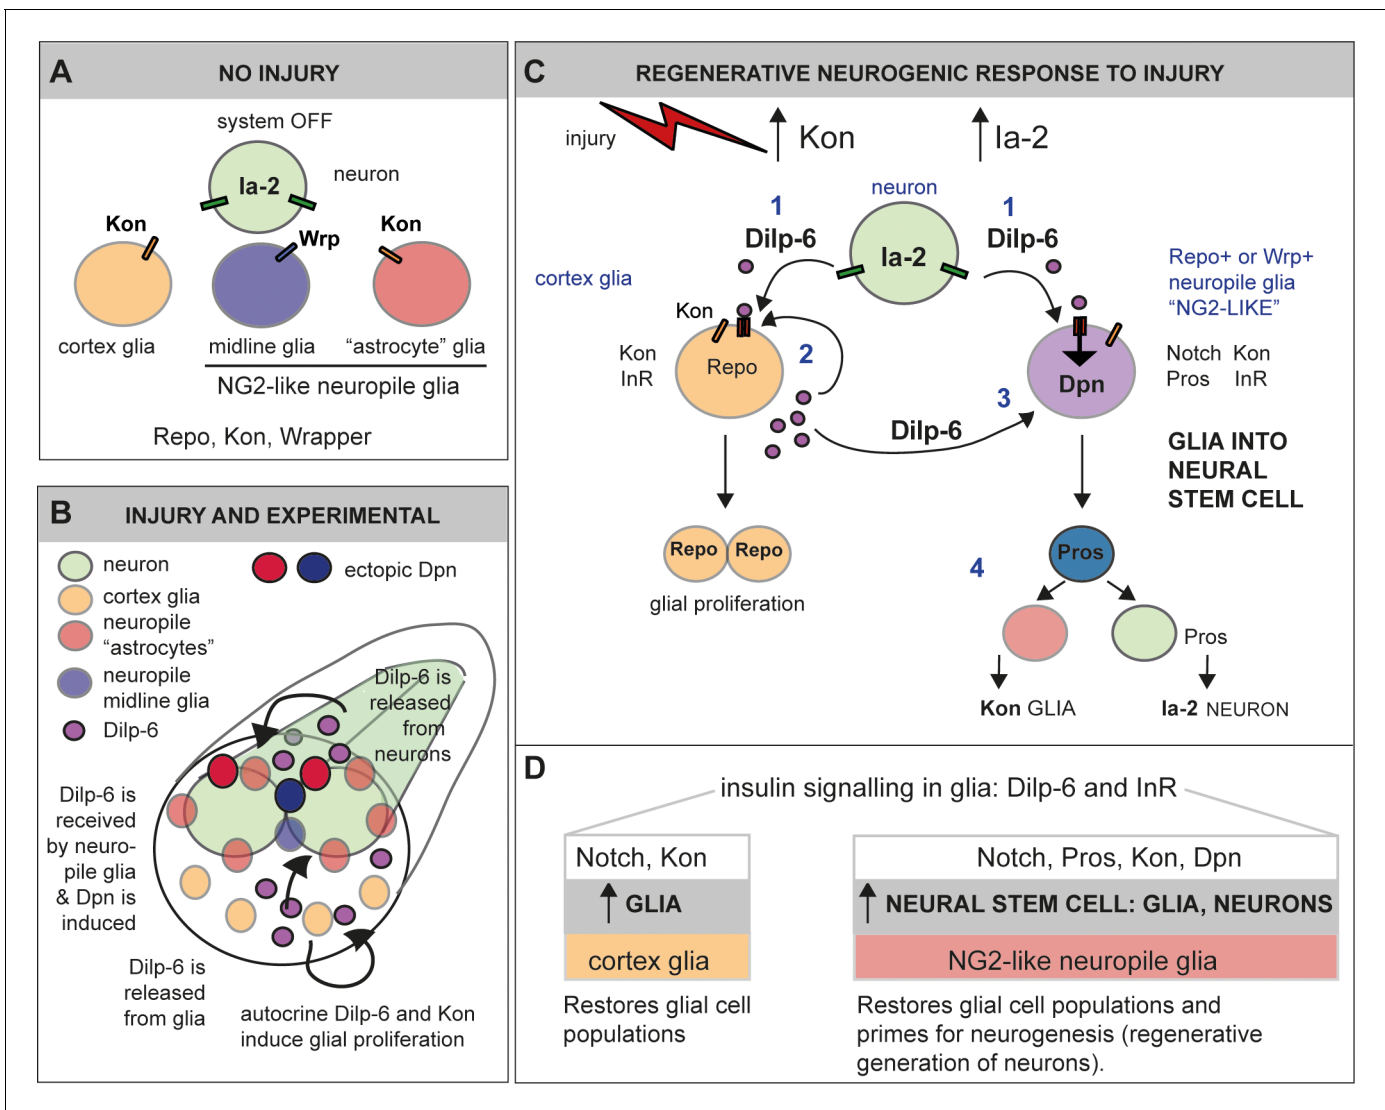 A
NO INJURY
system OFF
Ia-2
neuron
Kon
Wrp
Kon
cortex glia
midline glia
“astrocyte” glia
NG2-like neuropile glia
Repo, Kon, Wrapper
B
INJURY AND EXPERIMENTAL
neuron
ectopic Dpn
cortex glia
neuropile
“astrocytes”
neuropile
midline glia
Dilp-6
Dilp-6 is
released
from
neurons
Dilp-6 is
received
by neuro-
pile glia
& Dpn is
induced
Dilp-6 is
released
from glia
autocrine Dilp-6 and Kon
induce glial proliferation
C
REGENERATIVE NEUROGENIC RESPONSE TO INJURY
injury
Kon
Ia-2
neuron
1
Dilp-6
1
Dilp-6
Ia-2
cortex glia
Repo+ or Wrp+
neuropile glia
“NG2-LIKE”
Kon
Kon
InR
Repo
2
3
Dpn
Notch Kon
Pros InR
Dilp-6
GLIA INTO
NEURAL
STEM CELL
Repo
Repo
glial proliferation
4
Pros
Pros
Kon GLIA
Ia-2 NEURON
D
insulin signalling in glia: Dilp-6 and InR
Notch, Kon
GLIA
cortex glia
Restores glial cell
populations
Notch, Pros, Kon, Dpn
NEURAL STEM CELL: GLIA, NEURONS
NG2-like neuropile glia
Restores glial cell populations and
primes for neurogenesis (regenerative
generation of neurons).